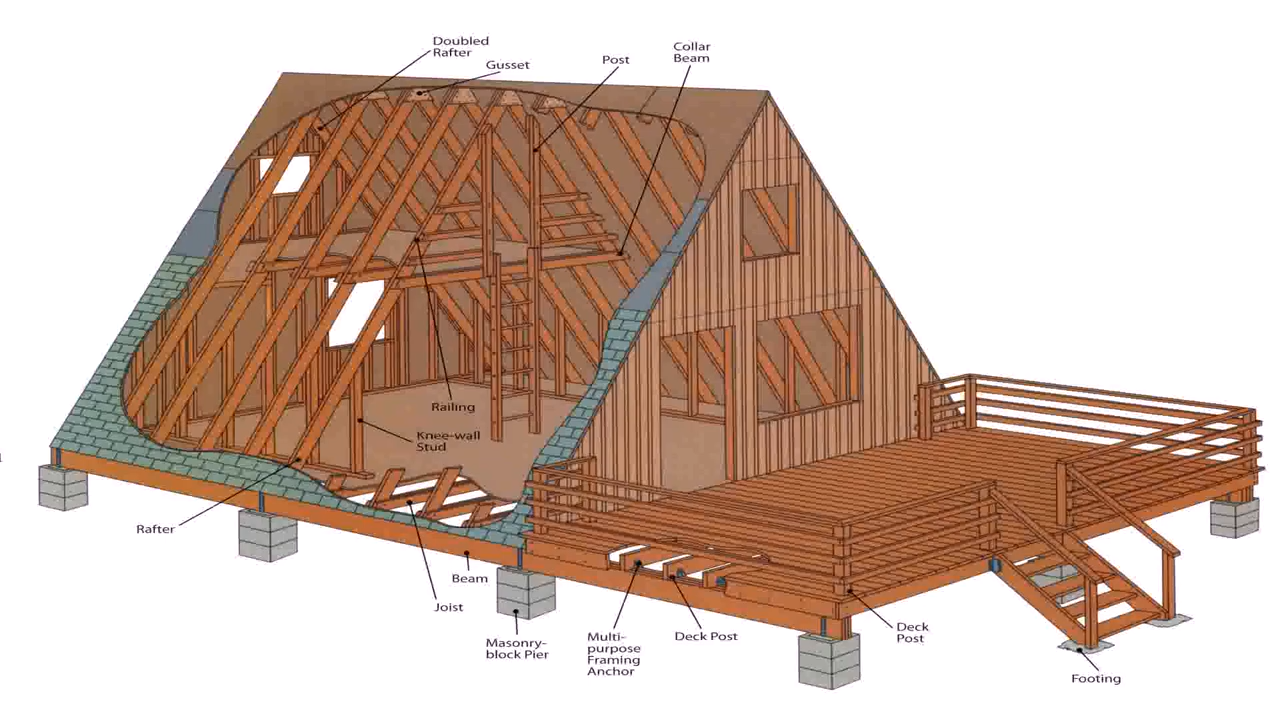 Doubled
Rafter
Gusset
Post
Collar
Beam
Railing
Knee-wall
Stud
Rafter
Beam
Joist
Masonry-
block Pier
Multi-
purpose
Framing
Anchor
Deck Post
Deck
Post
Footing